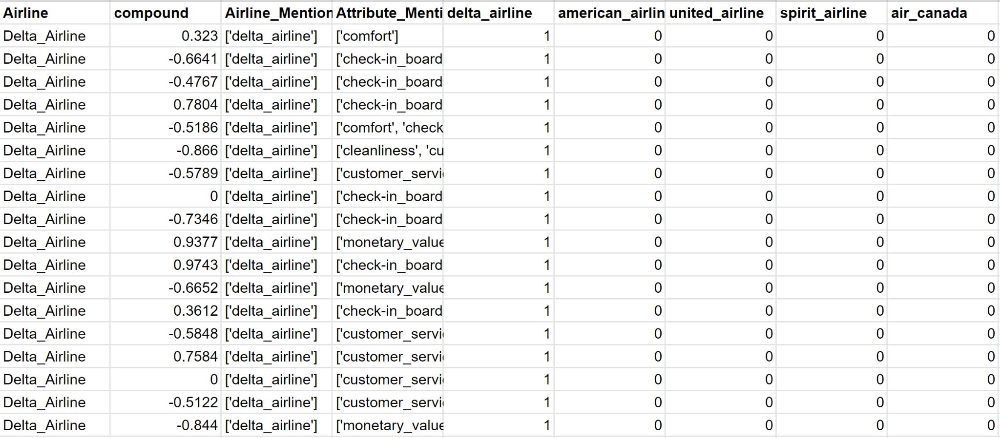 Airline compound Airline_Mention Attribute_Menti delta_airline american_airlin united_airline spirit_airline air_canada
Delta_Airline 0.323 ['delta_airline'] ['comfort'] 1 0 0 0 0
Delta_Airline -0.6641 ['delta_airline'] ['check-in_board 1 0 0 0 0
Delta_Airline -0.4767 ['delta_airline'] ['check-in_board 1 0 0 0 0
Delta_Airline 0.7804 ['delta_airline'] ['check-in_board 1 0 0 0 0
Delta_Airline -0.5186 ['delta_airline'] ['comfort', 'check 1 0 0 0 0
Delta_Airline -0.866 ['delta_airline'] ['cleanliness', 'cu 1 0 0 0 0
Delta_Airline -0.5789 ['delta_airline'] ['customer_servic 1 0 0 0 0
Delta_Airline 0 ['delta_airline'] ['check-in_board 1 0 0 0 0
Delta_Airline -0.7346 ['delta_airline'] ['check-in_board 1 0 0 0 0
Delta_Airline 0.9377 ['delta_airline'] ['monetary_value 1 0 0 0 0
Delta_Airline 0.9743 ['delta_airline'] ['check-in_board 1 0 0 0 0
Delta_Airline -0.6652 ['delta_airline'] ['monetary_value 1 0 0 0 0
Delta_Airline 0.3612 ['delta_airline'] ['check-in_board 1 0 0 0 0
Delta_Airline -0.5848 ['delta_airline'] ['customer_servic 1 0 0 0 0
Delta_Airline 0.7584 ['delta_airline'] ['customer_servic 1 0 0 0 0
Delta_Airline 0 ['delta_airline'] ['customer_servic 1 0 0 0 0
Delta_Airline -0.5122 ['delta_airline'] ['customer_servic 1 0 0 0 0
Delta_Airline -0.844 ['delta_airline'] ['monetary_value 1 0 0 0 0